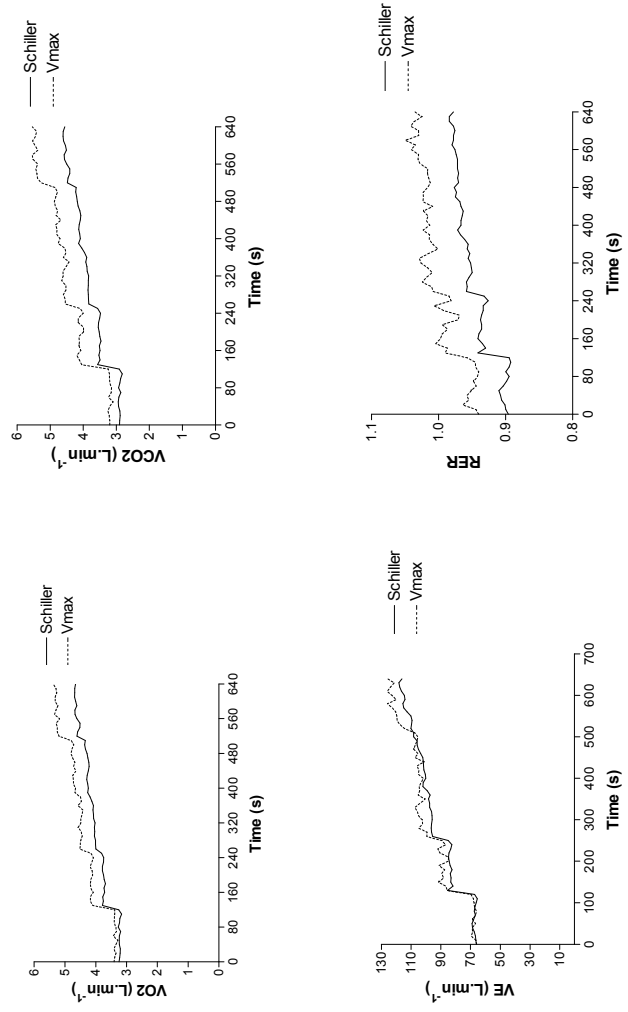 Schiller
Vmax
6
5
4
3
2
1
0
VO2 (L.min-1)
0 80 160 240 320 400 480 560 640
Time (s)
Schiller
Vmax
6
5
4
3
2
1
0
VCO2 (L.min-1)
0 80 160 240 320 400 480 560 640
Time (s)
Schiller
Vmax
130
110
90
70
50
30
10
VE (L.min-1)
0 100 200 300 400 500 600 700
Time (s)
Schiller
Vmax
1.1
1.0
0.9
0.8
RER
0 80 160 240 320 400 480 560 640
Time (s)